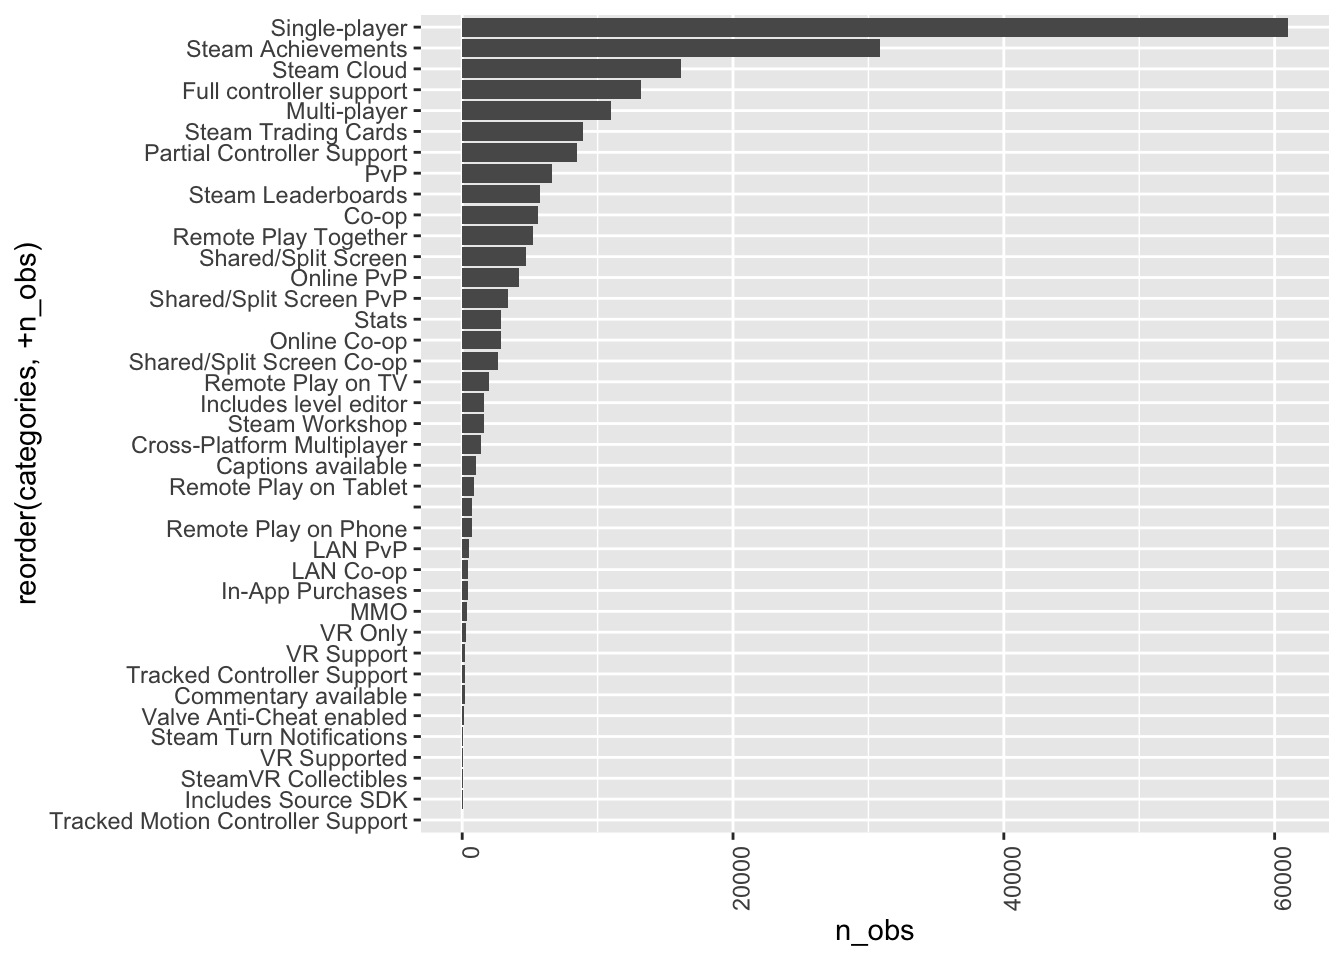 reorder(categories, +n_obs)
Single-player
Steam Achievements
Steam Cloud
Full controller support
Multi-player
Steam Trading Cards
Partial Controller Support
PvP
Steam Leaderboards
Co-op
Remote Play Together
Shared/Split Screen
Online PvP
Shared/Split Screen PvP
Stats
Online Co-op
Shared/Split Screen Co-op
Remote Play on TV
Includes level editor
Steam Workshop
Cross-Platform Multiplayer
Captions available
Remote Play on Tablet
Remote Play on Phone
LAN PvP
LAN Co-op
In-App Purchases
MMO
VR Only
VR Support
Tracked Controller Support
Commentary available
Valve Anti-Cheat enabled
Steam Turn Notifications
VR Supported
SteamVR Collectibles
Includes Source SDK
Tracked Motion Controller Support
0
20000
40000
60000
n_obs